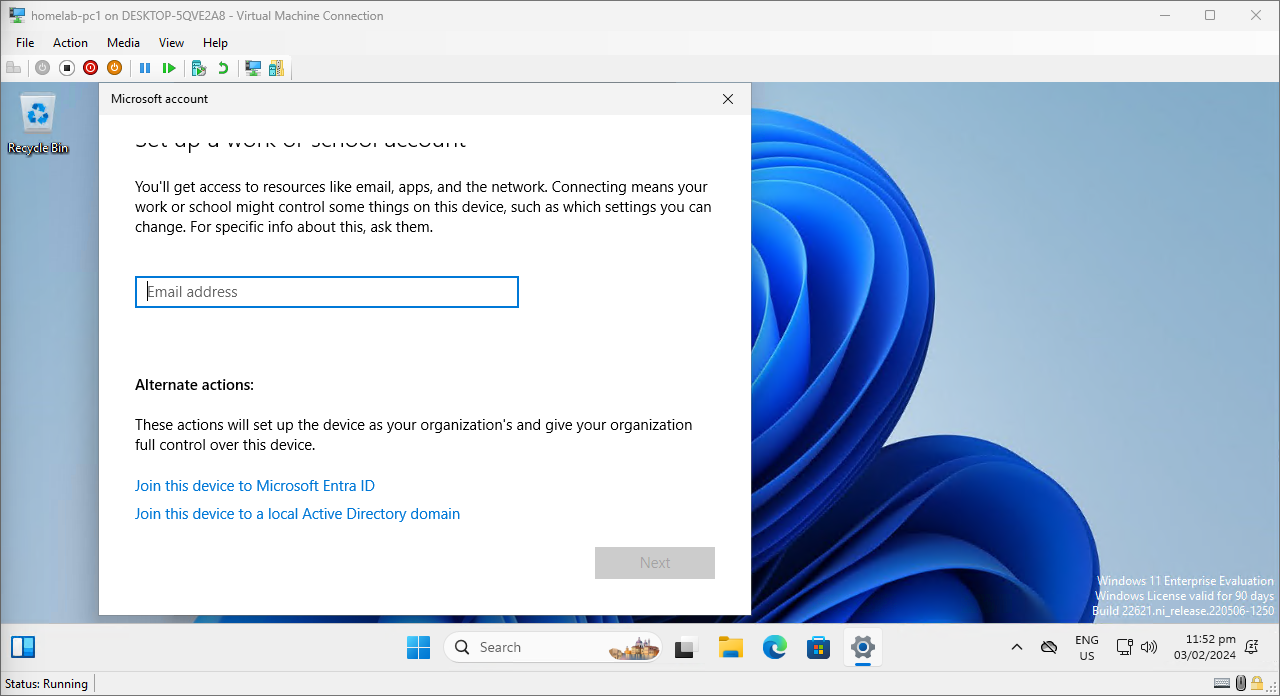 homelab-pc1 on DESKTOP-5QVE2A8 - Virtual Machine Connection
File Action Media View Help
Microsoft account
Recycle Bin
Set up a work or school account
You'll get access to resources like email, apps, and the network. Connecting means your
work or school might control some things on this device, such as which settings you can
change. For specific info about this, ask them.
Email address
Alternate actions:
These actions will set up the device as your organization's and give your organization
full control over this device.
Join this device to Microsoft Entra ID
Join this device to a local Active Directory domain
Next
Windows 11 Enterprise Evaluation
Windows License valid for 90 days
Build 22621.ni_release.220506-1250
Search
ENG
US
11:52 pm
03/02/2024
Status: Running